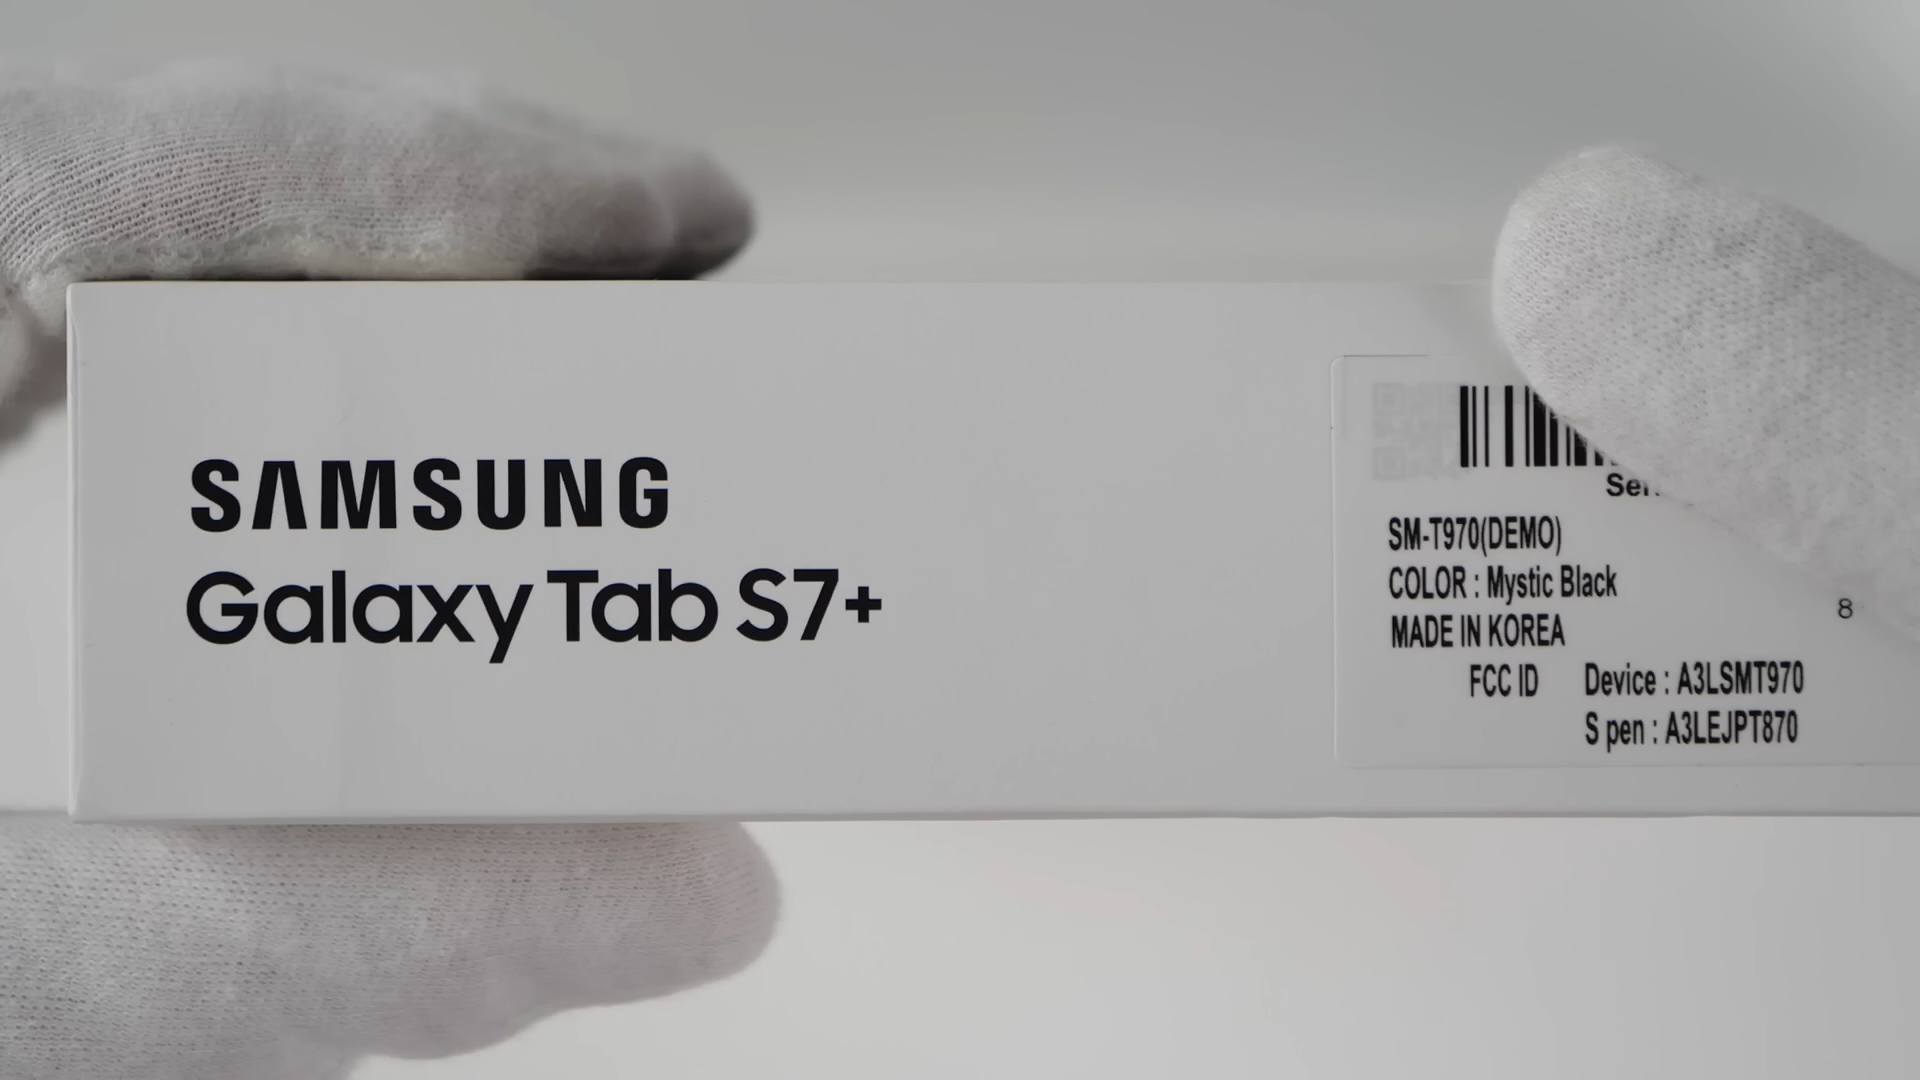 SAMSUNG
Galaxy Tab S7+
SM-T970(DEMO)
COLOR : Mystic Black
8
MADE IN KOREA
FCC ID Device : A3LSMT970
S pen : A3LEJPT870